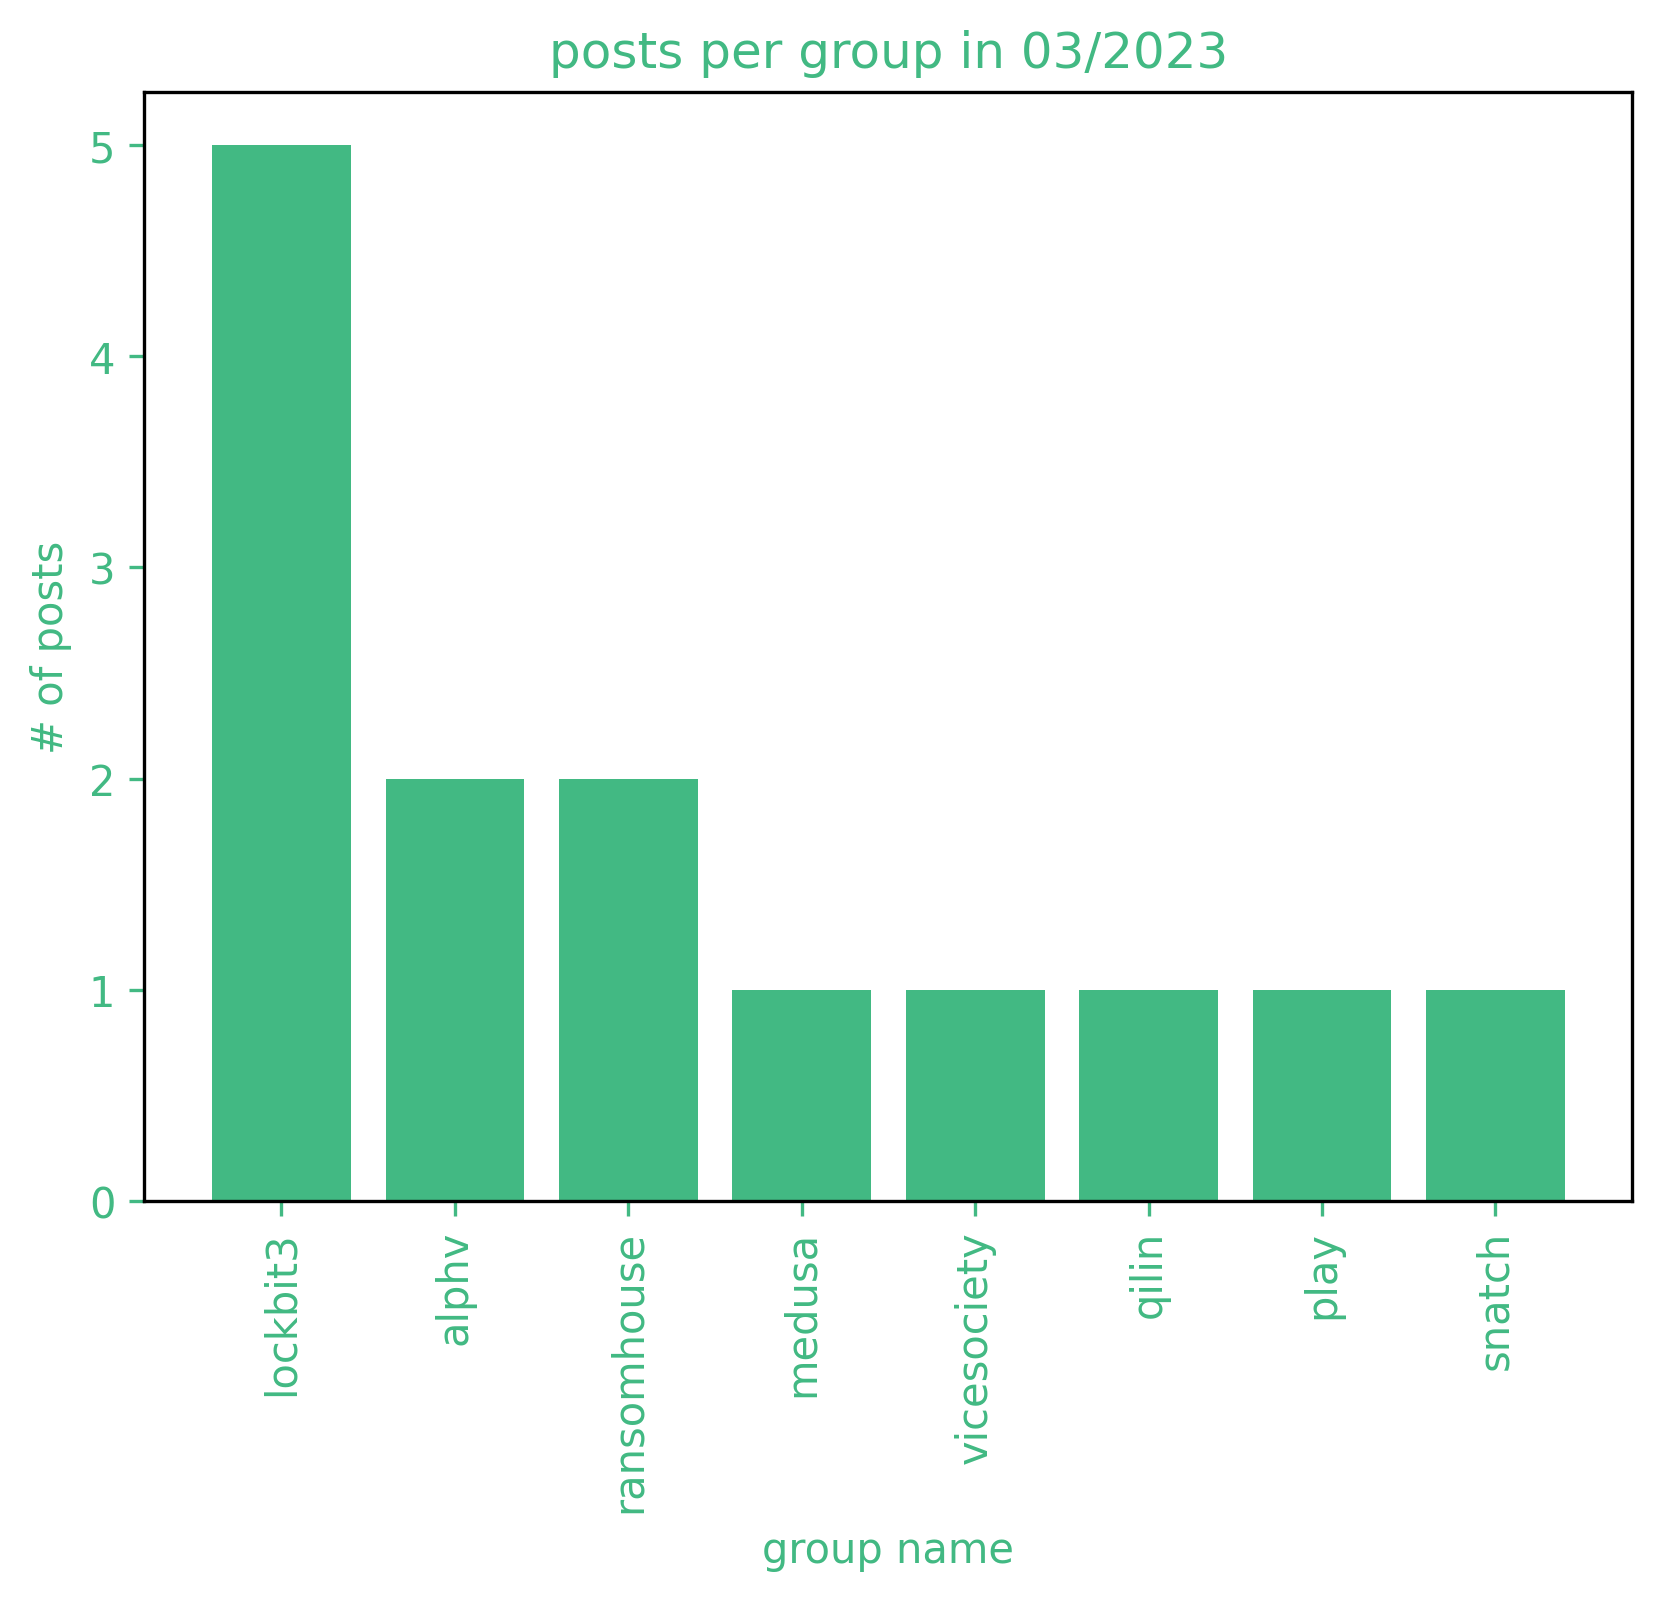 posts per group in 03/2023
5
4
3
2
1
0
# of posts
lockbit3
alphv
ransomhouse
medusa
vicesociety
qilin
play
snatch
group name